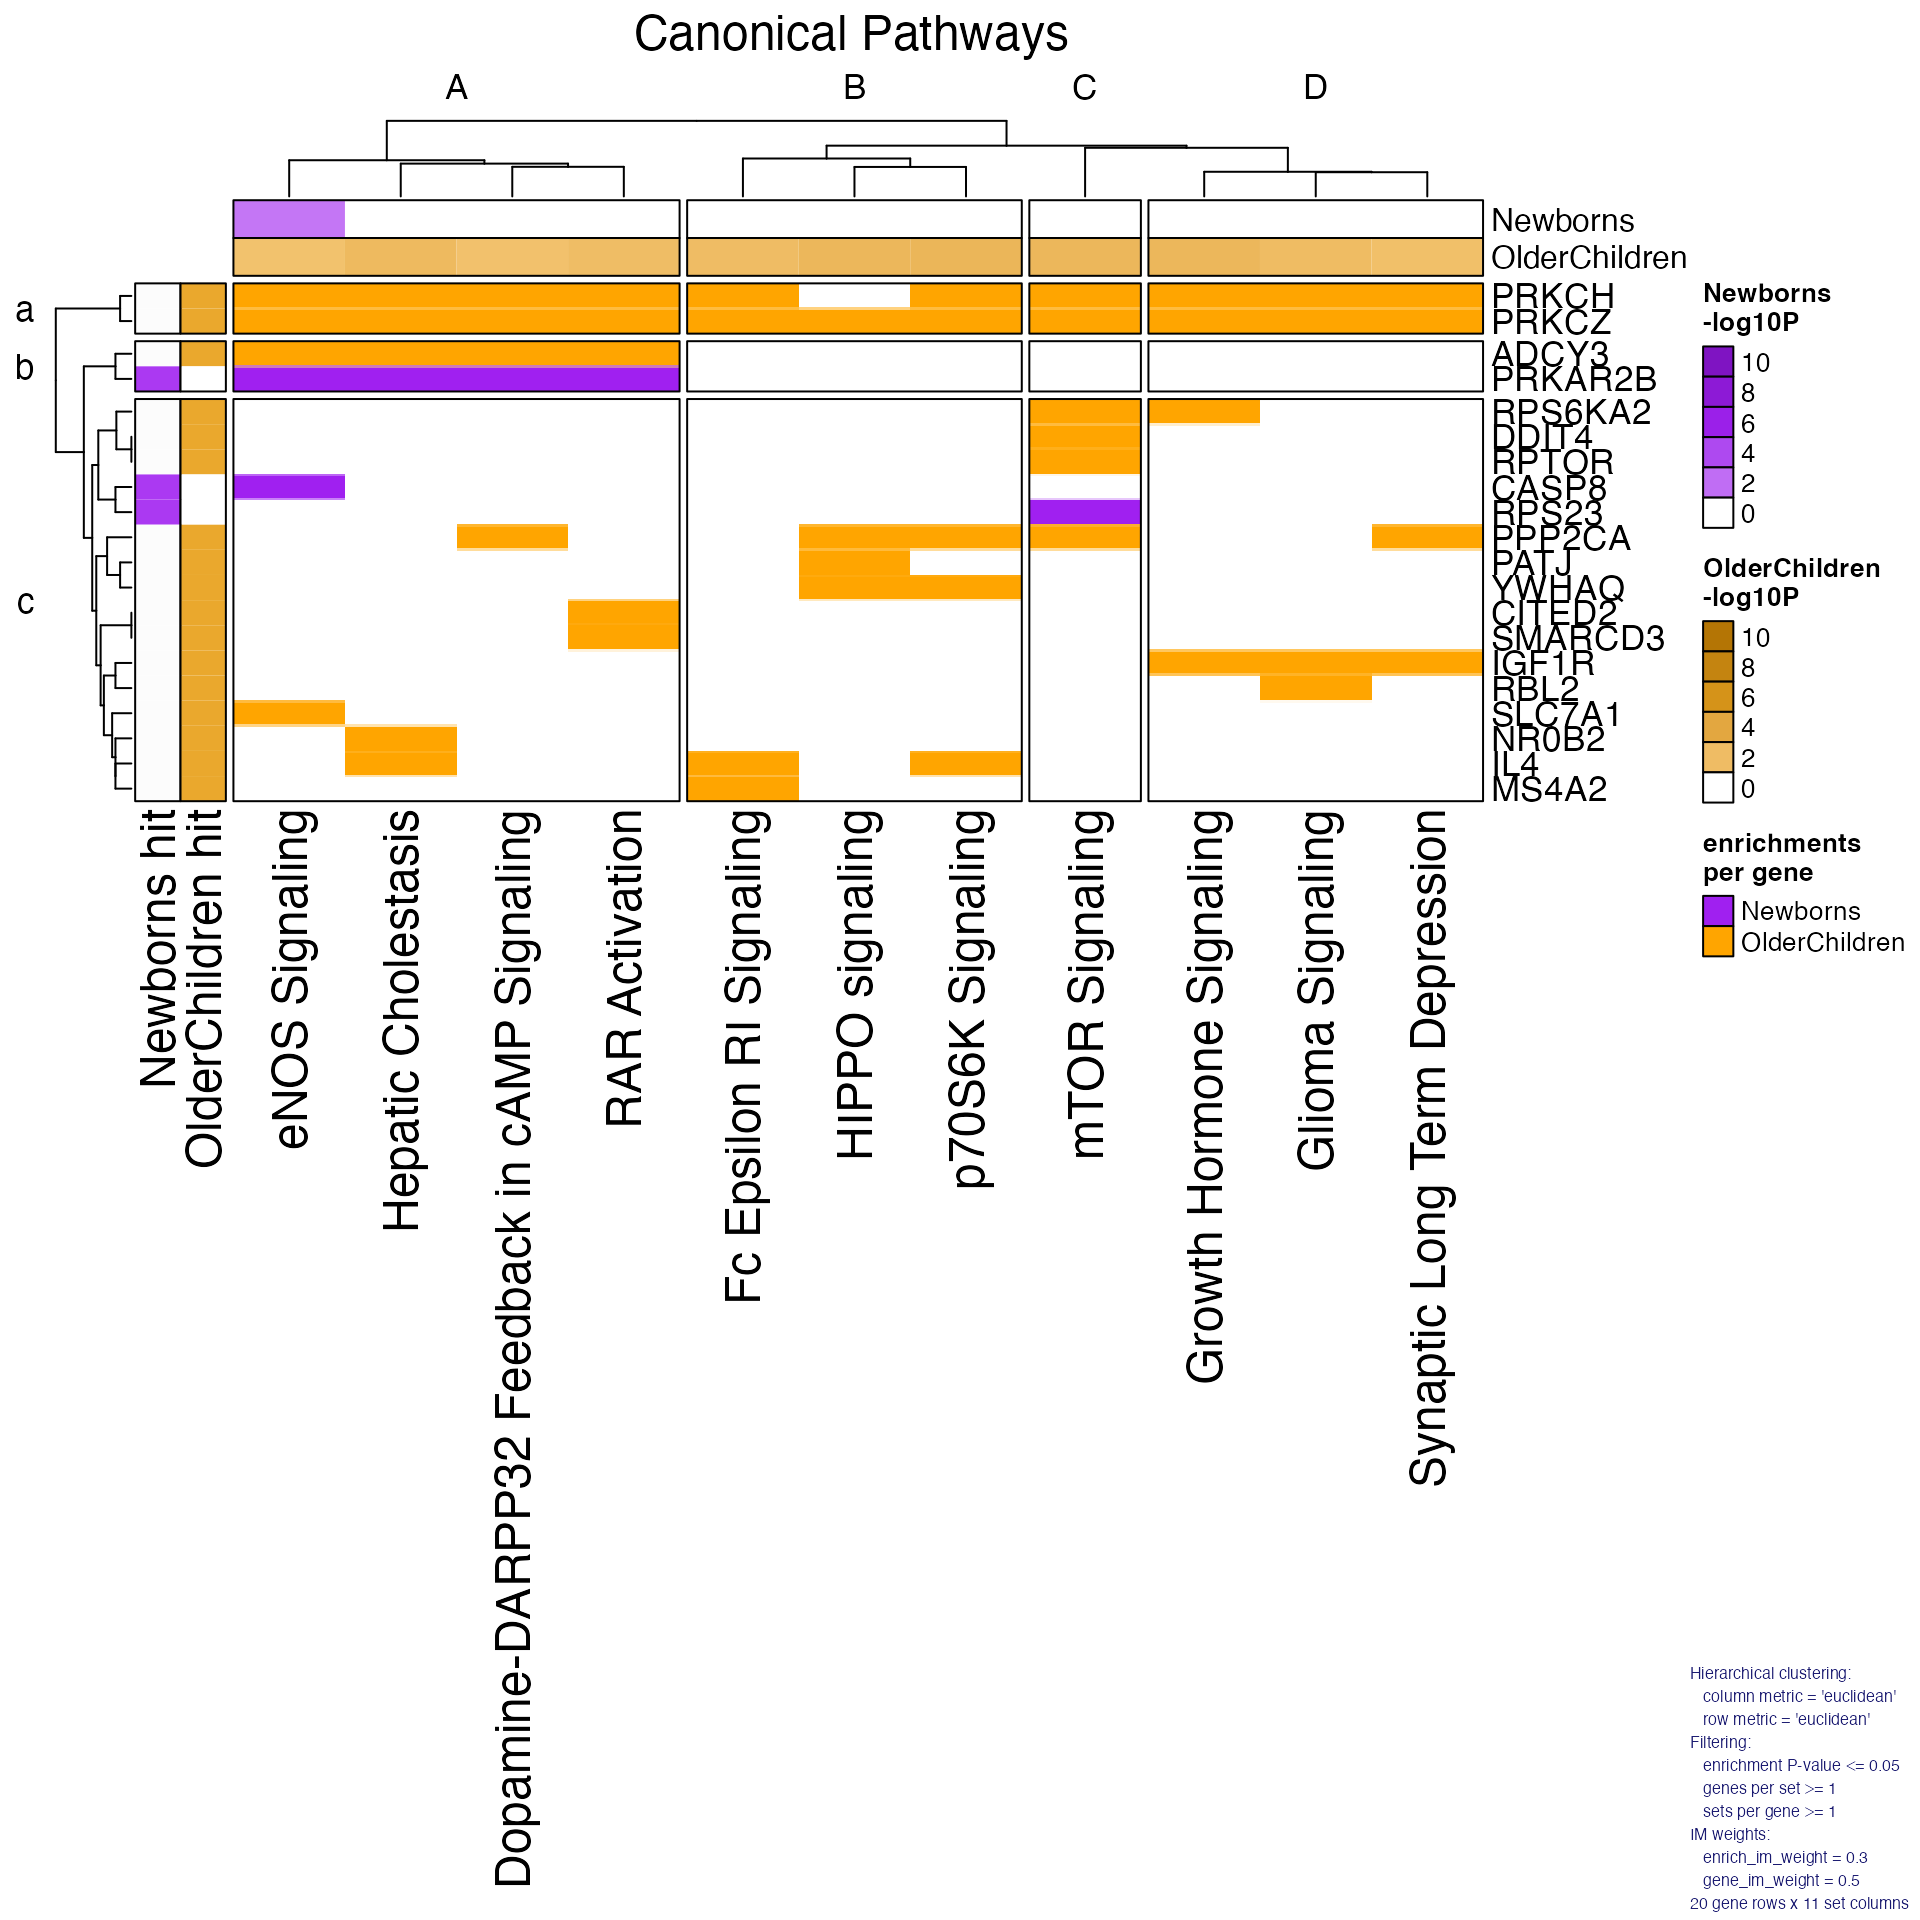 Canonical Pathways
A
B
C
D
Newborns
OlderChildren
a
b
c
PRKCH
PRKCZ
ADCY3
PRKAR2B
RPS6KA2
DDIT4
RPTOR
CASP8
RPS23
PPP2CA
PATJ
YWHAQ
CITED2
SMARCD3
IGF1R
RBL2
SLC7A1
NR0B2
IL4
MS4A2
Newborns hit
OlderChildren hit
eNOS Signaling
Hepatic Cholestasis
Dopamine-DARPP32 Feedback in cAMP Signaling
RAR Activation
Fc Epsilon RI Signaling
HIPPO signaling
p70S6K Signaling
mTOR Signaling
Growth Hormone Signaling
Glioma Signaling
Synaptic Long Term Depression
Newborns
-log10P
10
8
6
4
2
0
OlderChildren
-log10P
10
8
6
4
2
0
enrichments
per gene
Newborns
OlderChildren
Hierarchical clustering:
column metric = 'euclidean'
row metric = 'euclidean'
Filtering:
enrichment P-value <= 0.05
genes per set >= 1
sets per gene >= 1
IM weights:
enrich_im_weight = 0.3
gene_im_weight = 0.5
20 gene rows x 11 set columns